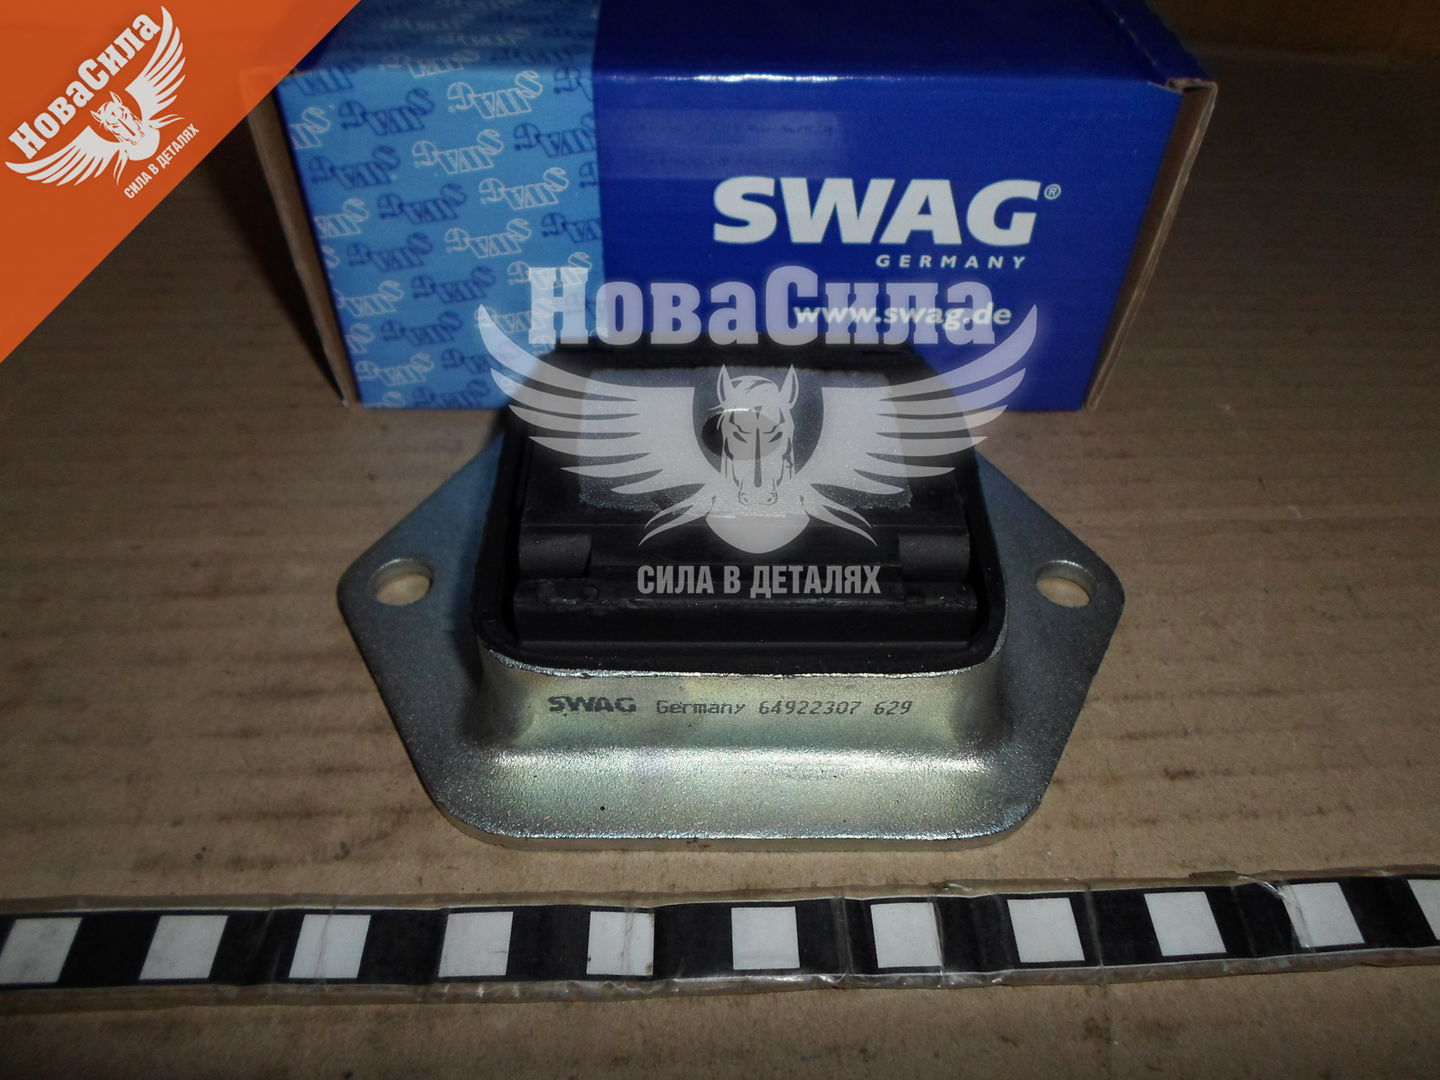 НоваСила
СИЛА В ДЕТАЛЯХ
SWAG®
GERMANY
www.swag.de
НоваСила
СИЛА В ДЕТАЛЯХ
SWAG Germany 64922307 629